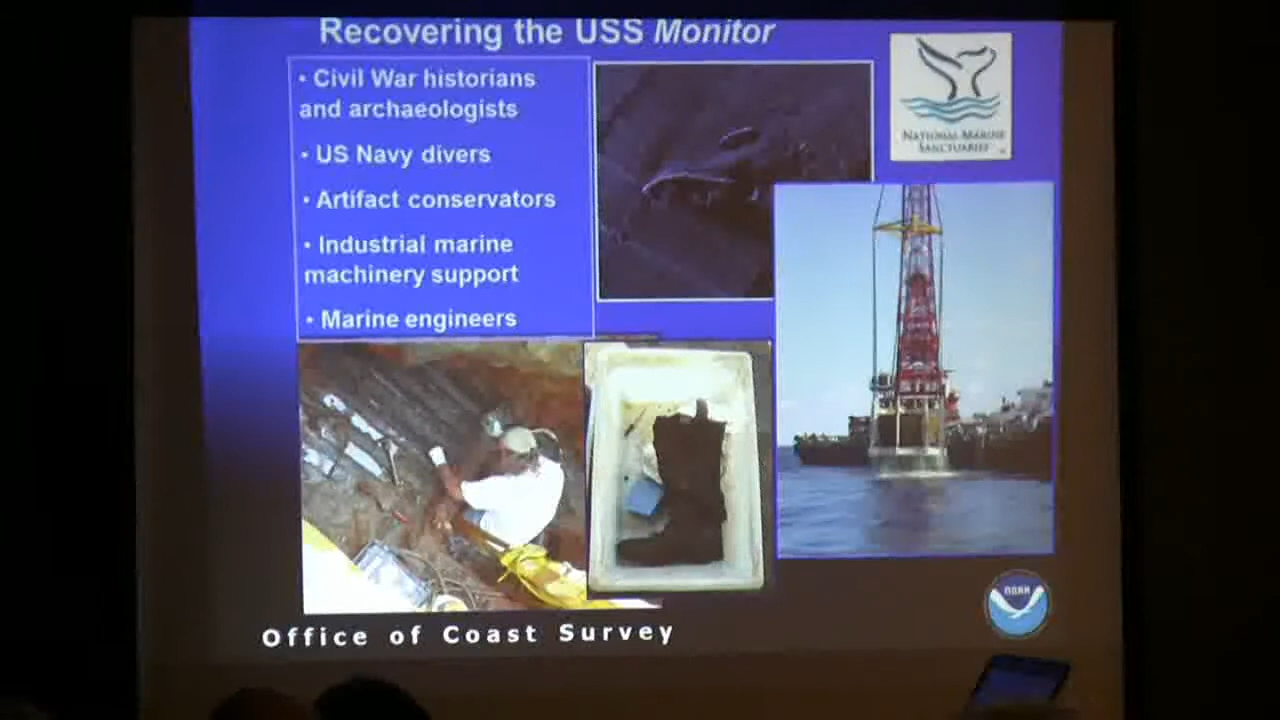 Recovering the USS Monitor
• Civil War historians
and archaeologists
• US Navy divers
• Artifact conservators
• Industrial marine
machinery support
• Marine engineers
NATIONAL MARINE
SANCTUARIES
noaa
Office of Coast Survey